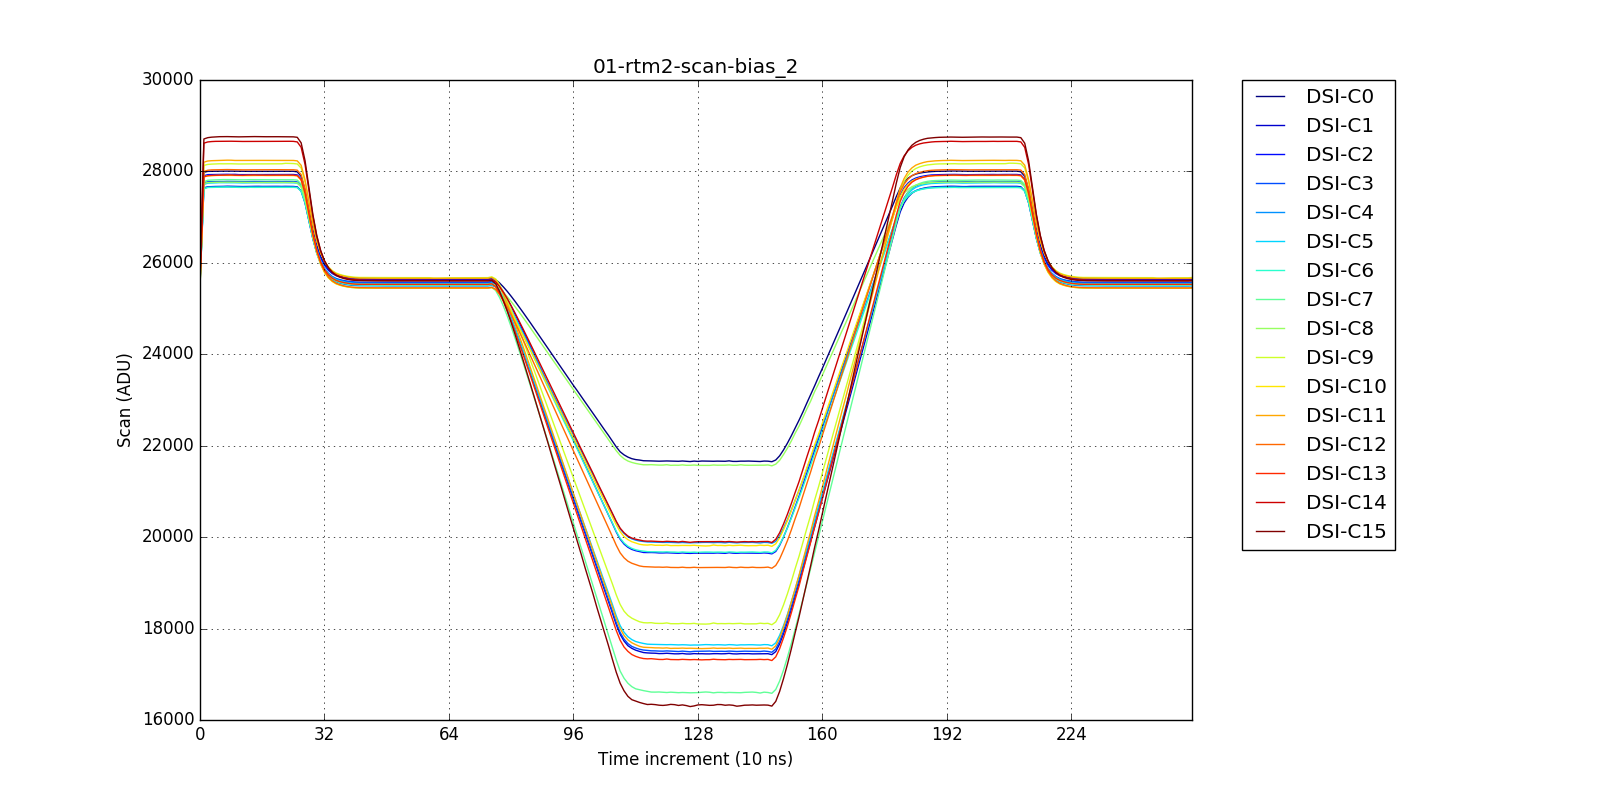 01-rtm2-scan-bias_2
30000
28000
26000
24000
22000
20000
18000
16000
Scan (ADU)
0 32 64 96 128 160 192 224
Time increment (10 ns)
DSI-C0
DSI-C1
DSI-C2
DSI-C3
DSI-C4
DSI-C5
DSI-C6
DSI-C7
DSI-C8
DSI-C9
DSI-C10
DSI-C11
DSI-C12
DSI-C13
DSI-C14
DSI-C15